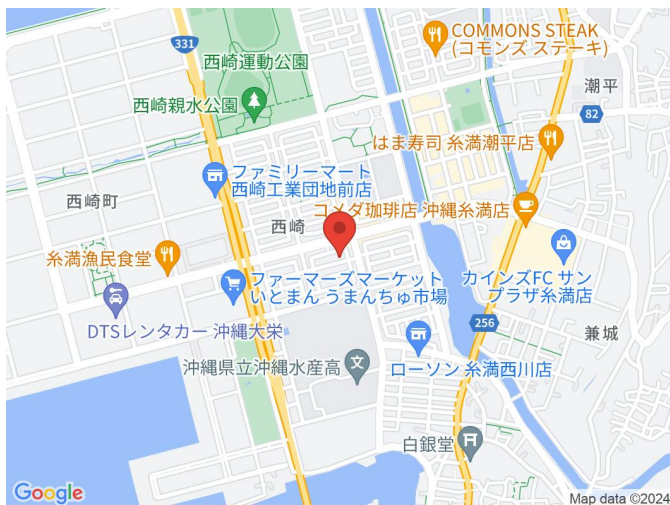 COMMONS STEAK
(コモンズ ステーキ)
331
西崎運動公園
潮平
西崎親水公園
82
はま寿司 糸満潮平店
ファミリーマート
西崎工業団地前店
西崎町
コメダ珈琲店 沖縄糸満店
西崎
糸満漁民食堂
ファーマーズマーケット
いとまん うまんちゅ市場
カインズFC サン
プラザ糸満店
DTSレンタカー 沖縄大栄
256
兼城
沖縄県立沖縄水産高
文
ローソン 糸満西川店
白銀堂
Google
Map data ©2024